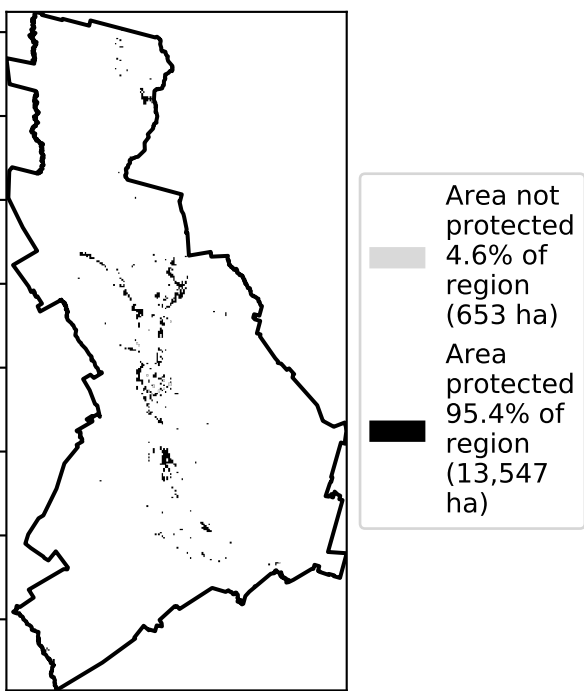 Area not
protected
4.6% of
region
(653 ha)
Area
protected
95.4% of
region
(13,547
ha)